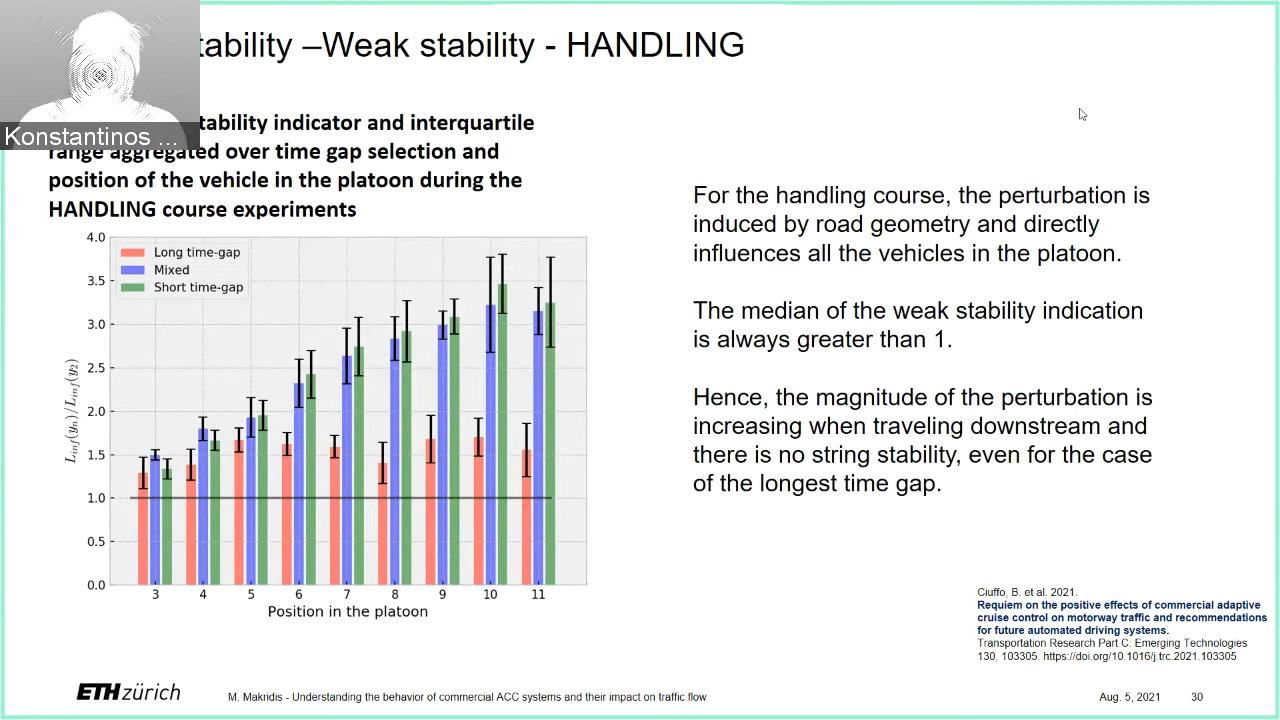 tability –Weak stability - HANDLING
Konstantinos ...
tability indicator and interquartile
range aggregated over time gap selection and
position of the vehicle in the platoon during the
HANDLING course experiments
4.0
3.5
3.0
2.5
2.0
1.5
1.0
0.5
0.0
L_inf(y_n)/L_inf(y_2)
Long time-gap
Mixed
Short time-gap
3 4 5 6 7 8 9 10 11
Position in the platoon
For the handling course, the perturbation is
induced by road geometry and directly
influences all the vehicles in the platoon.
The median of the weak stability indication
is always greater than 1.
Hence, the magnitude of the perturbation is
increasing when traveling downstream and
there is no string stability, even for the case
of the longest time gap.
Ciuffo, B. et al. 2021.
Requiem on the positive effects of commercial adaptive
cruise control on motorway traffic and recommendations
for future automated driving systems.
Transportation Research Part C: Emerging Technologies
130, 103305. https://doi.org/10.1016/j.trc.2021.103305
ETH zürich
M. Makridis - Understanding the behavior of commercial ACC systems and their impact on traffic flow
Aug. 5, 2021
30